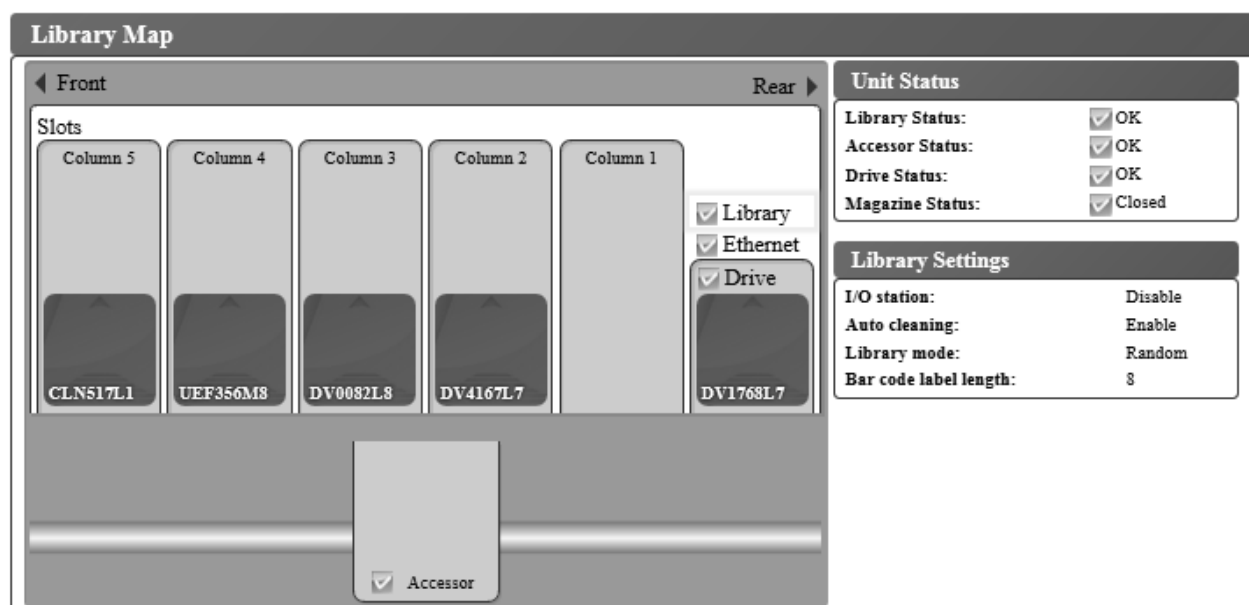 Library Map
Front
Rear
Slots
Column 5
Column 4
Column 3
Column 2
Column 1
Library
Ethernet
Drive
CLN517L1
UEF356M8
DV0082L8
DV4167L7
DV1768L7
Accessor
Unit Status
Library Status: OK
Accessor Status: OK
Drive Status: OK
Magazine Status: Closed
Library Settings
I/O station: Disable
Auto cleaning: Enable
Library mode: Random
Bar code label length: 8